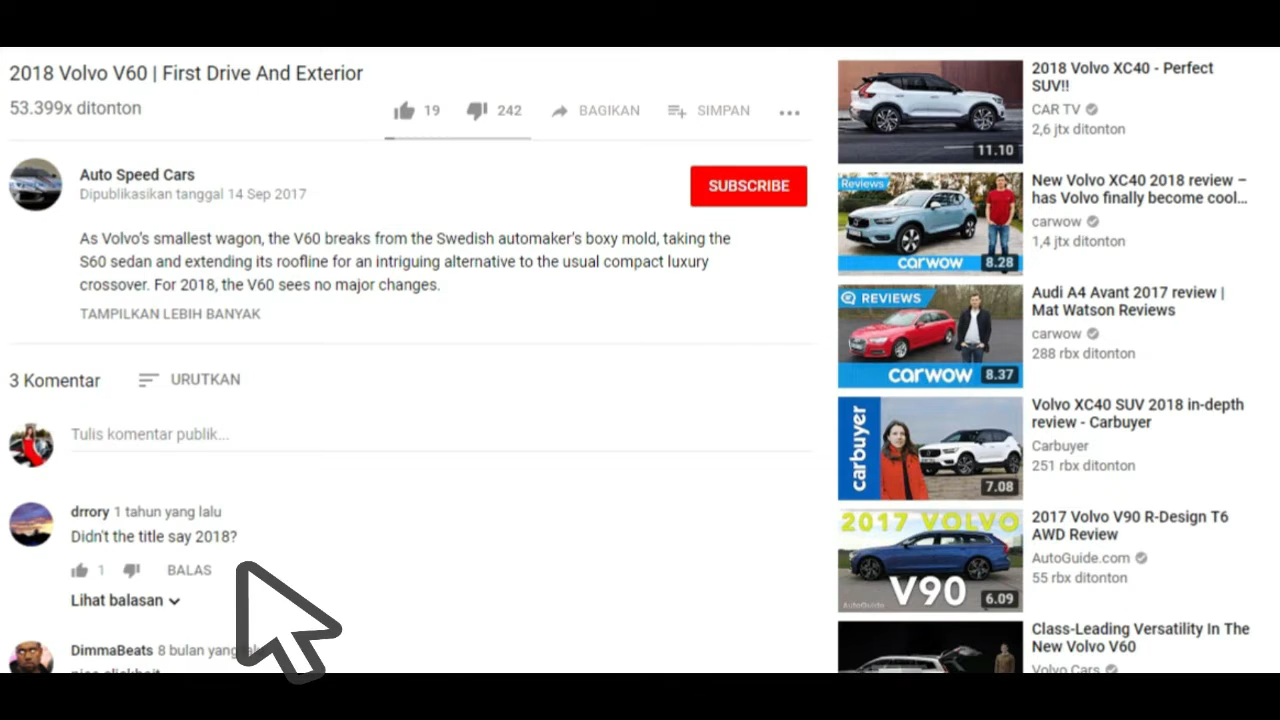 2018 Volvo V60 | First Drive And Exterior
53.399x ditonton
19
242
BAGIKAN
SIMPAN
Auto Speed Cars
Dipublikasikan tanggal 14 Sep 2017
SUBSCRIBE
As Volvo's smallest wagon, the V60 breaks from the Swedish automaker's boxy mold, taking the
S60 sedan and extending its roofline for an intriguing alternative to the usual compact luxury
crossover. For 2018, the V60 sees no major changes.
TAMPILKAN LEBIH BANYAK
3 Komentar
URUTKAN
Tulis komentar publik...
drrory 1 tahun yang lalu
Didn't the title say 2018?
1
BALAS
Lihat balasan
DimmaBeats 8 bulan yang
11.10
2018 Volvo XC40 - Perfect
SUV!!
CAR TV
2,6 jtx ditonton
Reviews
carwow
8.28
New Volvo XC40 2018 review –
has Volvo finally become cool...
carwow
1,4 jtx ditonton
REVIEWS
carwow
8.37
Audi A4 Avant 2017 review |
Mat Watson Reviews
carwow
288 rbx ditonton
carbuyer
7.08
Volvo XC40 SUV 2018 in-depth
review - Carbuyer
Carbuyer
251 rbx ditonton
2017 VOLVO
V90
AutoGuide
6.09
2017 Volvo V90 R-Design T6
AWD Review
AutoGuide.com
55 rbx ditonton
Class-Leading Versatility In The
New Volvo V60
Volvo Cars